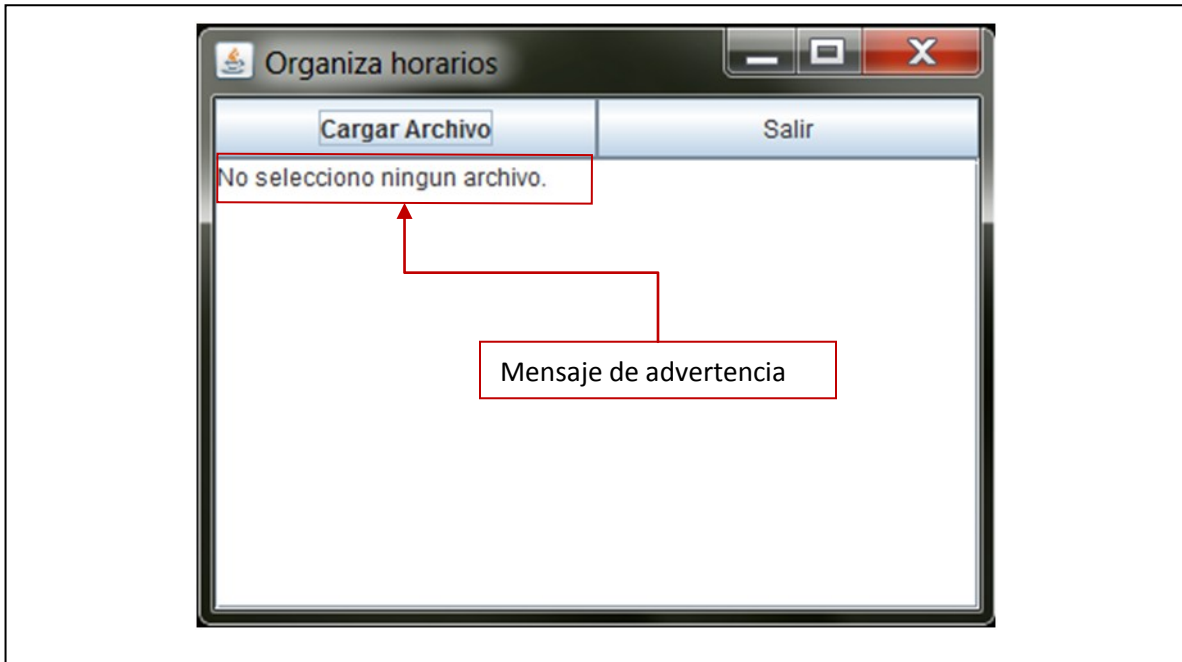 Organiza horarios
Cargar Archivo Salir
No selecciono ningun archivo.
Mensaje de advertencia